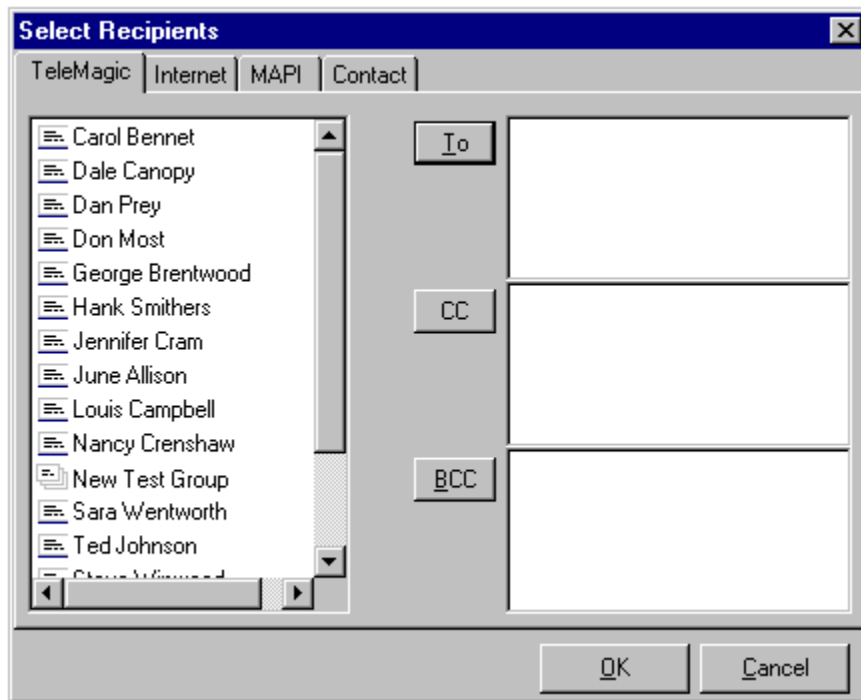 Select Recipients
TeleMagic Internet MAPI Contact
Carol Bennet
Dale Canopy
Dan Prey
Don Most
George Brentwood
Hank Smithers
Jennifer Cram
June Allison
Louis Campbell
Nancy Crenshaw
New Test Group
Sara Wentworth
Ted Johnson
Steve Winwood
To
CC
BCC
OK Cancel